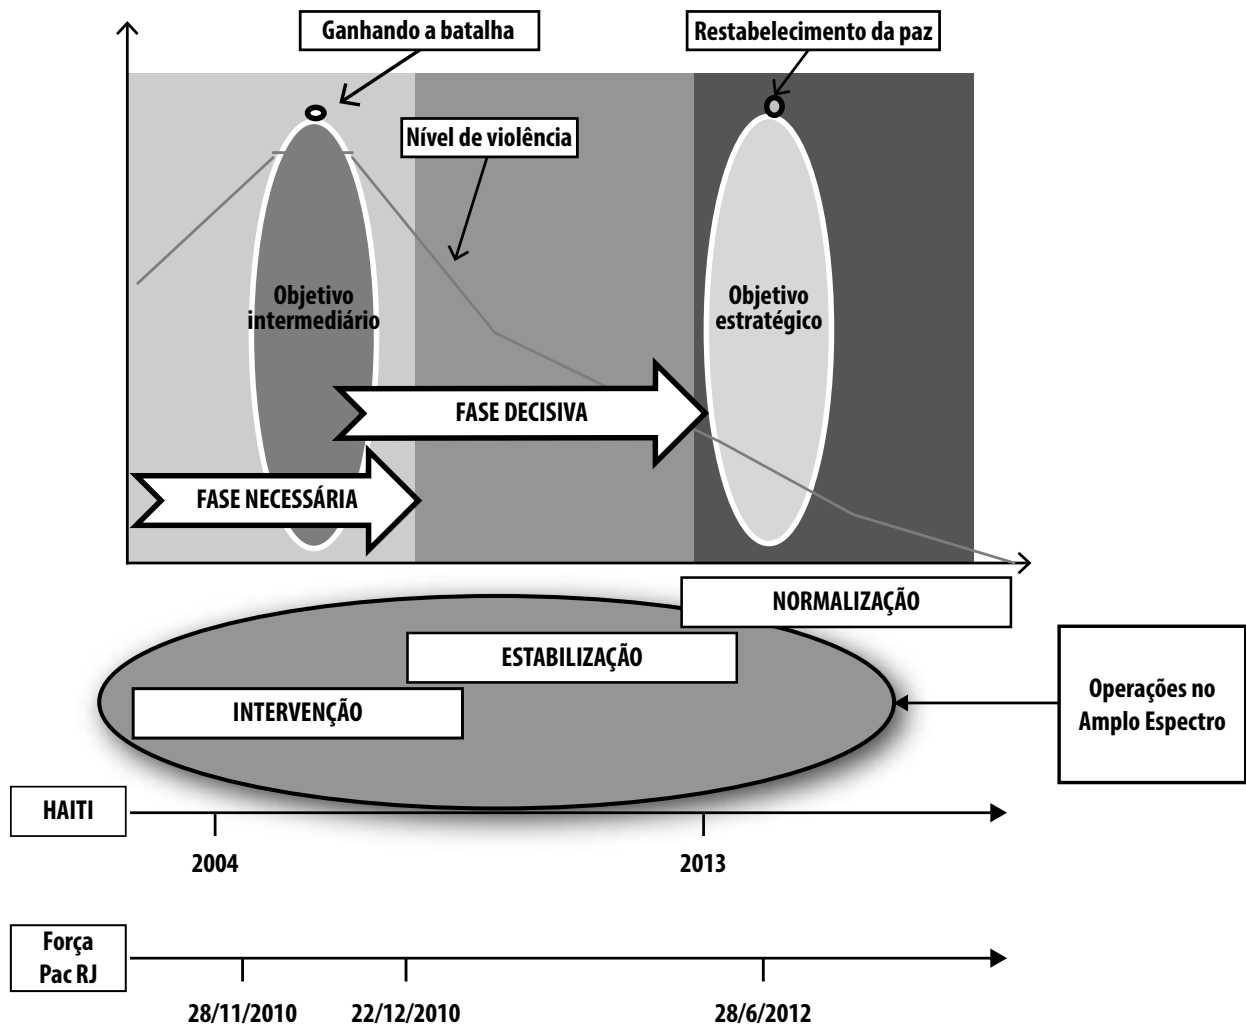 Ganhando a batalha
Restabelecimento da paz
Nível de violência
Objetivo
intermediário
Objetivo
estratégico
FASE DECISIVA
FASE NECESSÁRIA
NORMALIZAÇÃO
ESTABILIZAÇÃO
INTERVENÇÃO
Operações no
Amplo Espectro
HAITI
2004
2013
Força
Pac RJ
28/11/2010
22/12/2010
28/6/2012